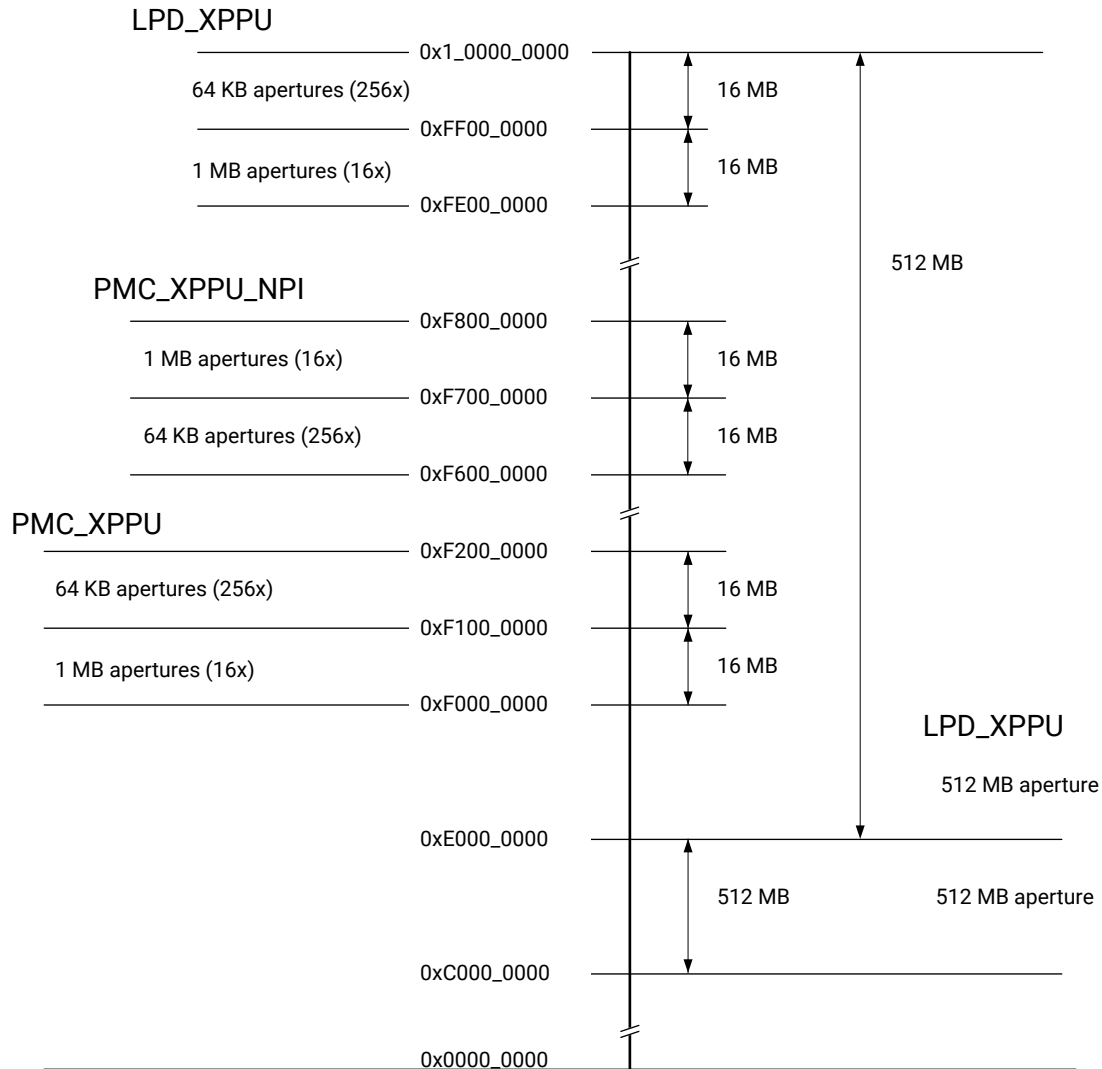 LPD_XPPU
0x1_0000_0000
64 KB apertures (256x)
16 MB
0xFF00_0000
1 MB apertures (16x)
16 MB
0xFE00_0000
512 MB
PMC_XPPU_NPI
0xF800_0000
1 MB apertures (16x)
16 MB
0xF700_0000
64 KB apertures (256x)
16 MB
0xF600_0000
PMC_XPPU
0xF200_0000
64 KB apertures (256x)
16 MB
0xF100_0000
1 MB apertures (16x)
16 MB
0xF000_0000
LPD_XPPU
512 MB aperture
0xE000_0000
512 MB
512 MB aperture
0xC000_0000
0x0000_0000